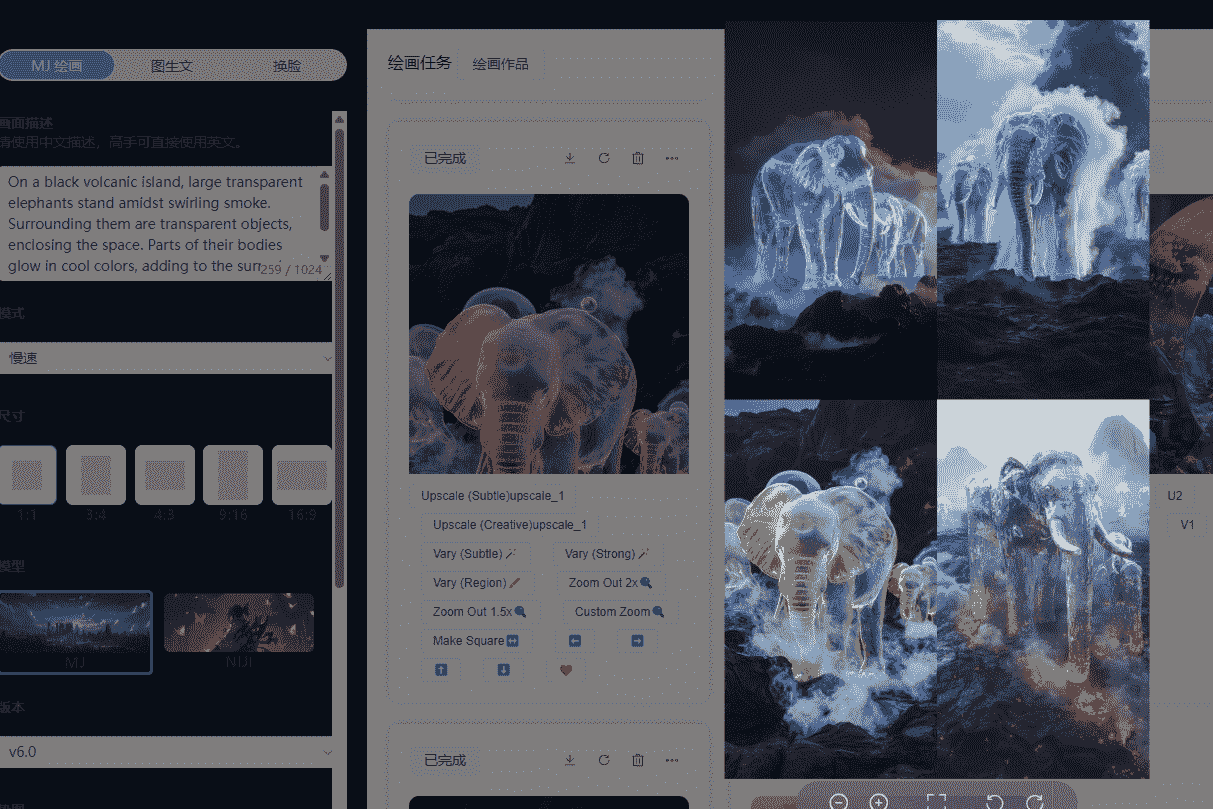 MJ 绘画
图生文
换脸
画面描述
请使用中文描述，高手可直接使用英文。
On a black volcanic island, large transparent
elephants stand amidst swirling smoke.
Surrounding them are transparent objects,
enclosing the space. Parts of their bodies
glow in cool colors, adding to the
259 / 1024
模式
慢速
尺寸
1:1
3:4
4:3
9:16
16:9
模型
MJ
NIJI
版本
v6.0
绘画任务
绘画作品
已完成
Upscale (Subtle)upscale_1
Upscale (Creative)upscale_1
Vary (Subtle)
Vary (Strong)
Vary (Region)
Zoom Out 2x
Zoom Out 1.5x
Custom Zoom
Make Square
已完成
U2
V1